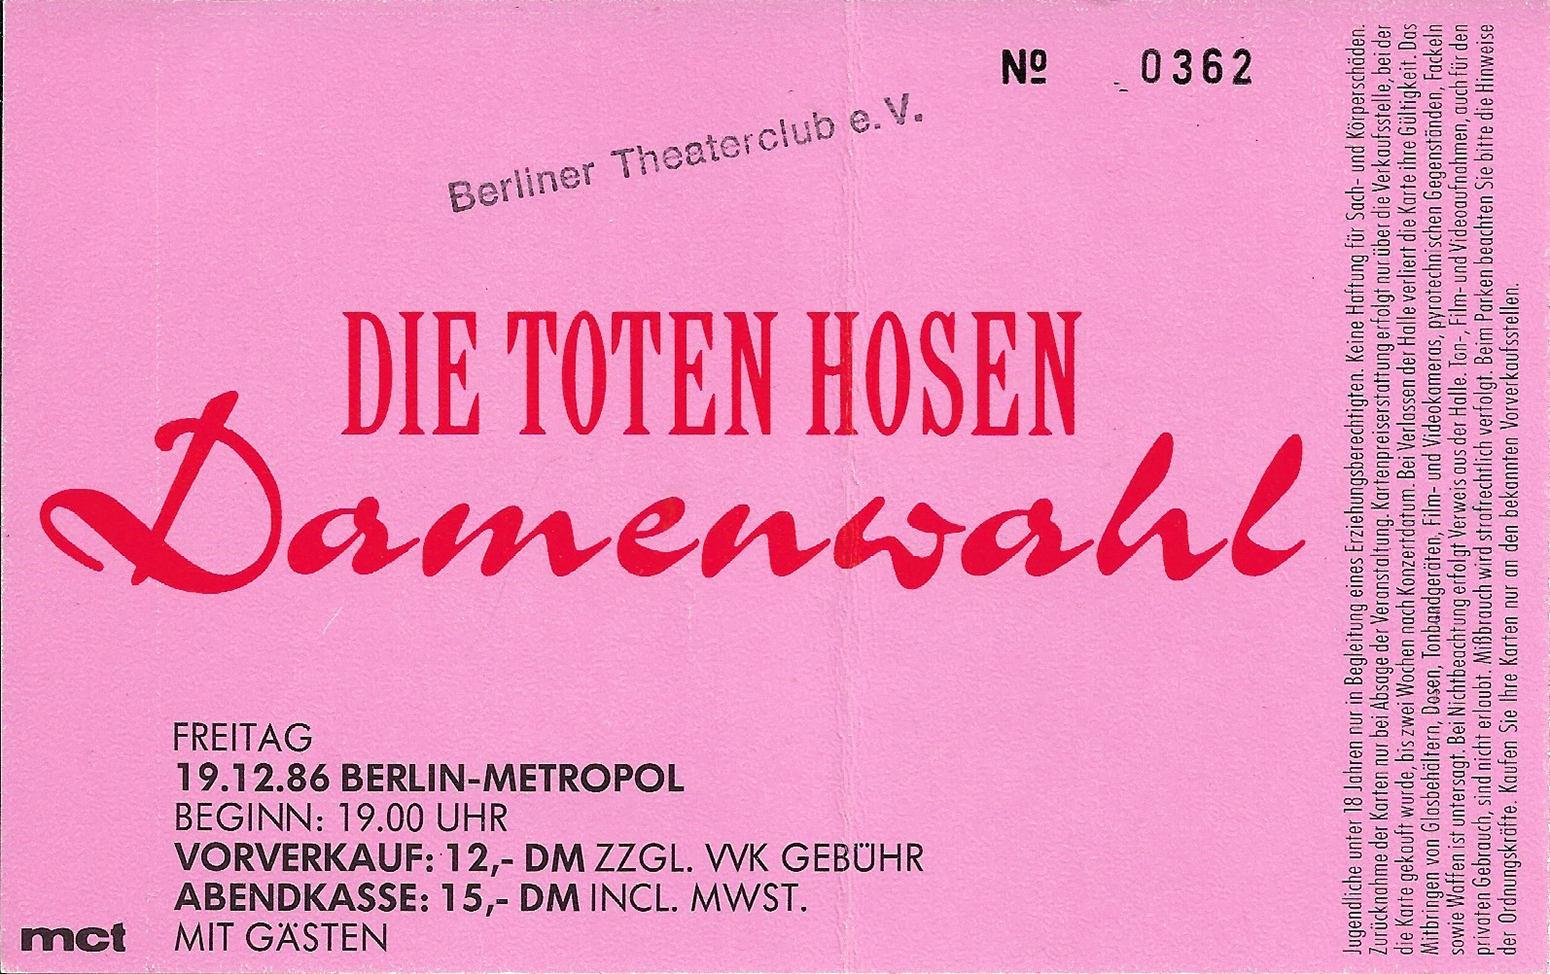 Nº 0362
Berliner Theaterclub e.V.
DIE TOTEN HOSEN
Damenwahl
FREITAG
19.12.86 BERLIN-METROPOL
BEGINN: 19.00 UHR
VORVERKAUF: 12,- DM ZZGL. VVK GEBÜHR
ABENDKASSE: 15,- DM INCL. MWST.
MIT GÄSTEN
mct
Jugendliche unter 18 Jahren nur in Begleitung eines Erziehungsberechtigten. Keine Haftung für Sach- und Körperschäden.
Zurücknahme der Karten nur bei Absage der Veranstaltung. Kartenpreiserstattung erfolgt nur über die Verkaufsstelle, bei der
die Karte gekauft wurde, bis zwei Wochen nach Konzertdatum. Bei Verlassen der Halle verliert die Karte Ihre Gültigkeit. Das
Mitbringen von Glasbehältern, Dosen, Tonbandgeräten, Film- und Videokameras, pyrotechnischen Gegenständen, Fackeln
sowie Waffen ist untersagt. Bei Nichtbeachtung erfolgt Verweis aus der Halle. Ton-, Film- und Videoaufnahmen, auch für den
privaten Gebrauch, sind nicht erlaubt. Mißbrauch wird strafrechtlich verfolgt. Beim Parken beachten Sie bitte die Hinweise
der Ordnungskräfte. Kaufen Sie Ihre Karten nur an den bekannten Vorverkaufsstellen.